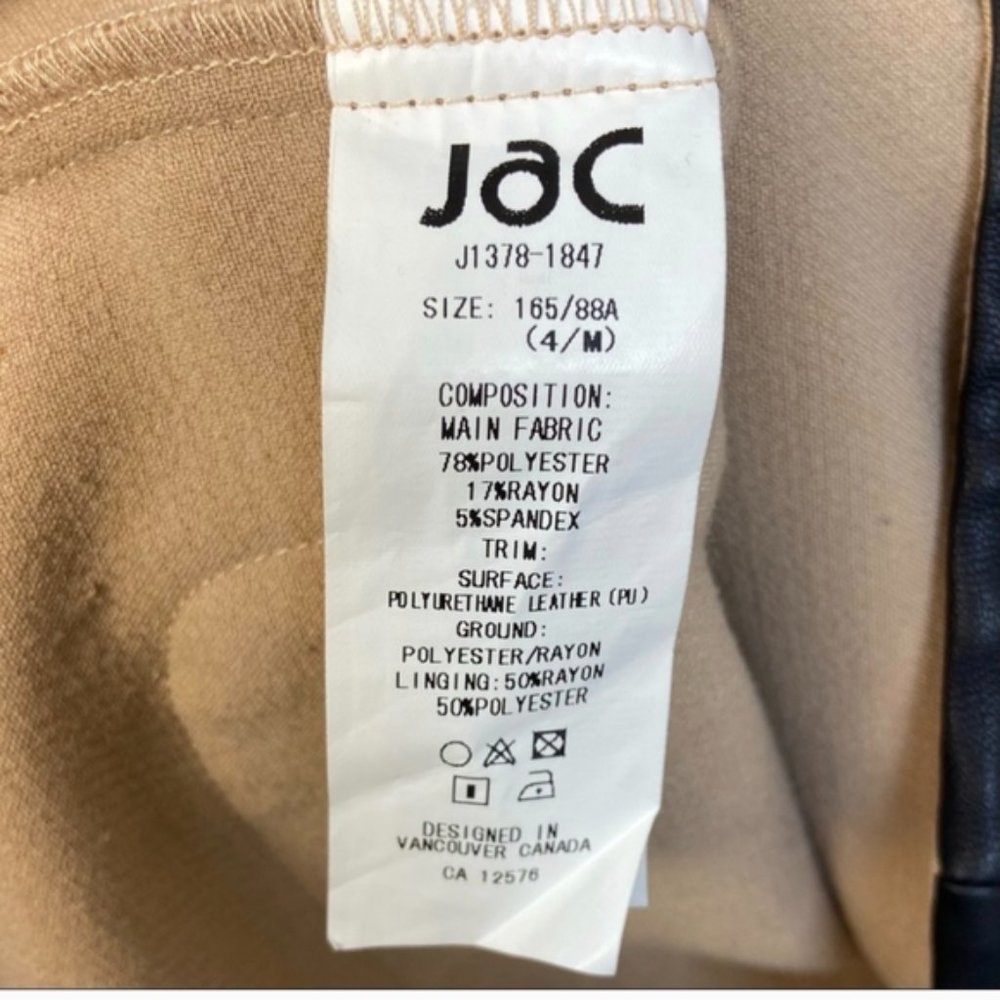 JaC
J1378-1847
SIZE: 165/88A
(4/M)
COMPOSITION:
MAIN FABRIC
78%POLYESTER
17%RAYON
5%SPANDEX
TRIM:
SURFACE:
POLYURETHANE LEATHER (PU)
GROUND:
POLYESTER/RAYON
LINGING:50%RAYON
50%POLYESTER
DESIGNED IN
VANCOUVER CANADA
CA 12576